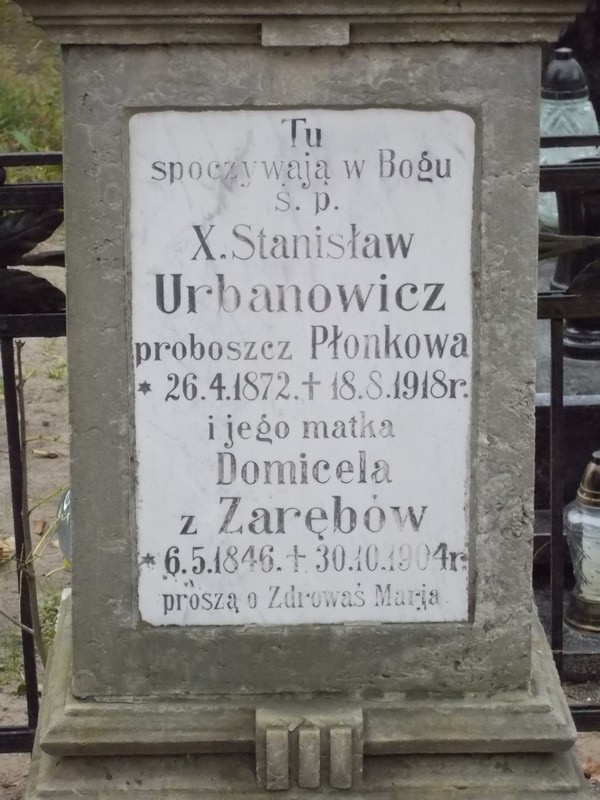 Tu
spoczywają w Bogu
ś. p.
X. Stanisław
Urbanowicz
proboszcz Płonkowa
* 26.4.1872. † 18.8.1918r.
i jego matka
Domicela
z Zarębów
* 6.5.1846. † 30.10.1904r.
proszą o Zdrowaś Marja